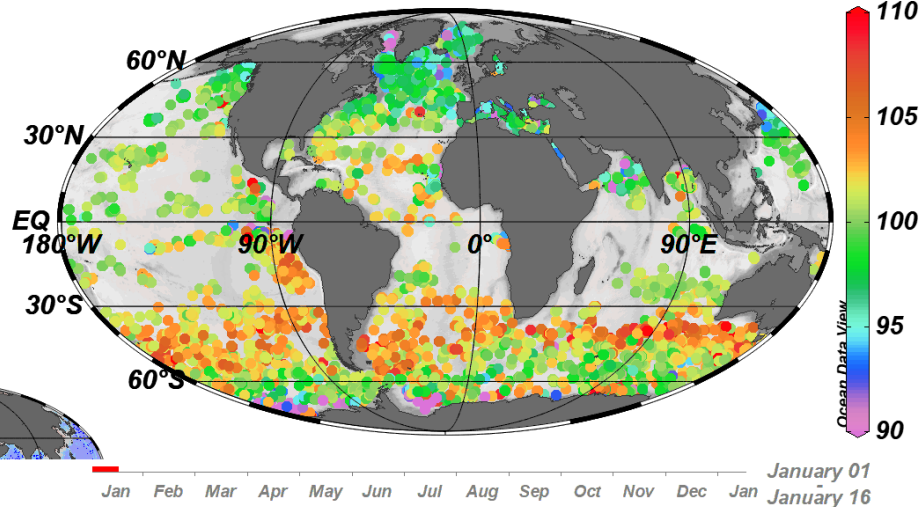 110
60°N
105
30°N
100
EQ
180°W
90°W
0°
90°E
30°S
95
60°S
Ocean Data View
90
January 01
-
January 16
Jan Feb Mar Apr May Jun Jul Aug Sep Oct Nov Dec Jan